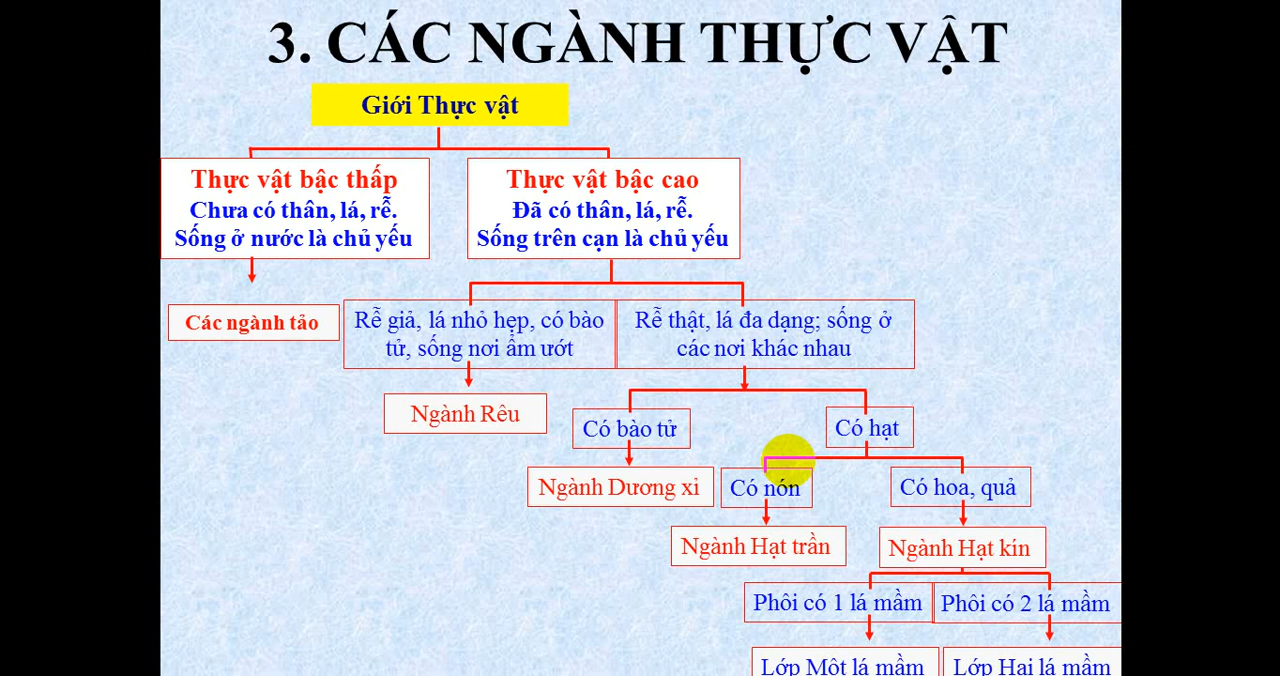 3. CÁC NGÀNH THỰC VẬT
Giới Thực vật
Thực vật bậc thấp
Chưa có thân, lá, rễ.
Sống ở nước là chủ yếu
Thực vật bậc cao
Đã có thân, lá, rễ.
Sống trên cạn là chủ yếu
Các ngành tảo
Rễ giả, lá nhỏ hẹp, có bào
tử, sống nơi ẩm ướt
Rễ thật, lá đa dạng; sống ở
các nơi khác nhau
Ngành Rêu
Có bào tử
Có hạt
Ngành Dương xỉ
Có nón
Có hoa, quả
Ngành Hạt trần
Ngành Hạt kín
Phôi có 1 lá mầm
Phôi có 2 lá mầm
Lớp Một lá mầm
Lớp Hai lá mầm